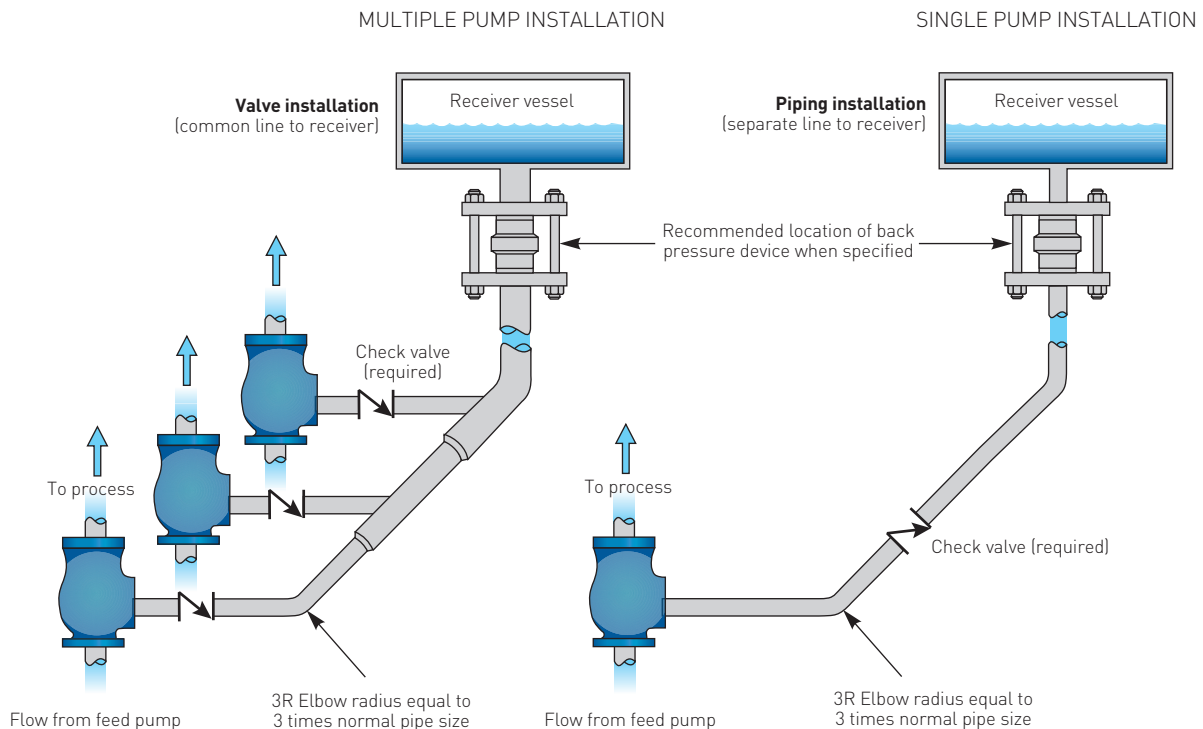 MULTIPLE PUMP INSTALLATION
SINGLE PUMP INSTALLATION
Valve installation
(common line to receiver)
Receiver vessel
Piping installation
(separate line to receiver)
Receiver vessel
Recommended location of back
pressure device when specified
Check valve
(required)
To process
To process
Check valve (required)
3R Elbow radius equal to
3 times normal pipe size
3R Elbow radius equal to
3 times normal pipe size
Flow from feed pump
Flow from feed pump